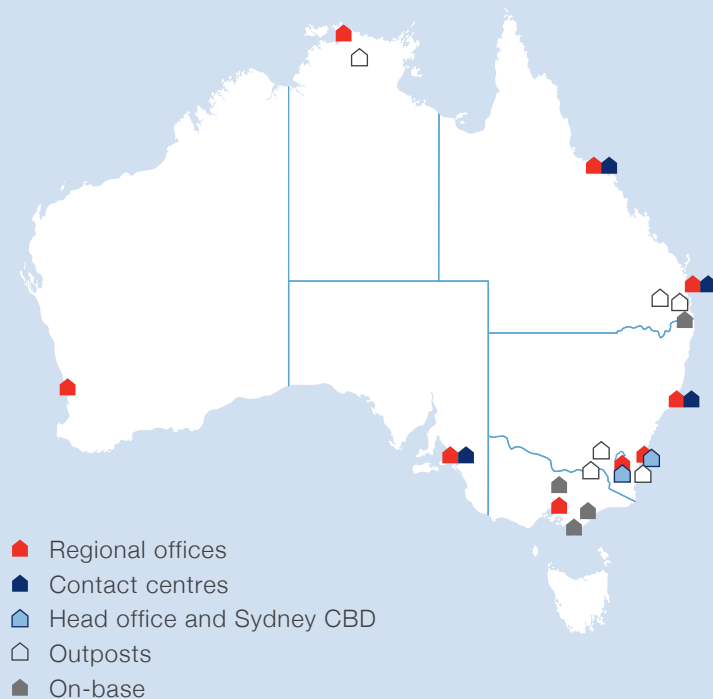 Regional offices
Contact centres
Head office and Sydney CBD
Outposts
On-base